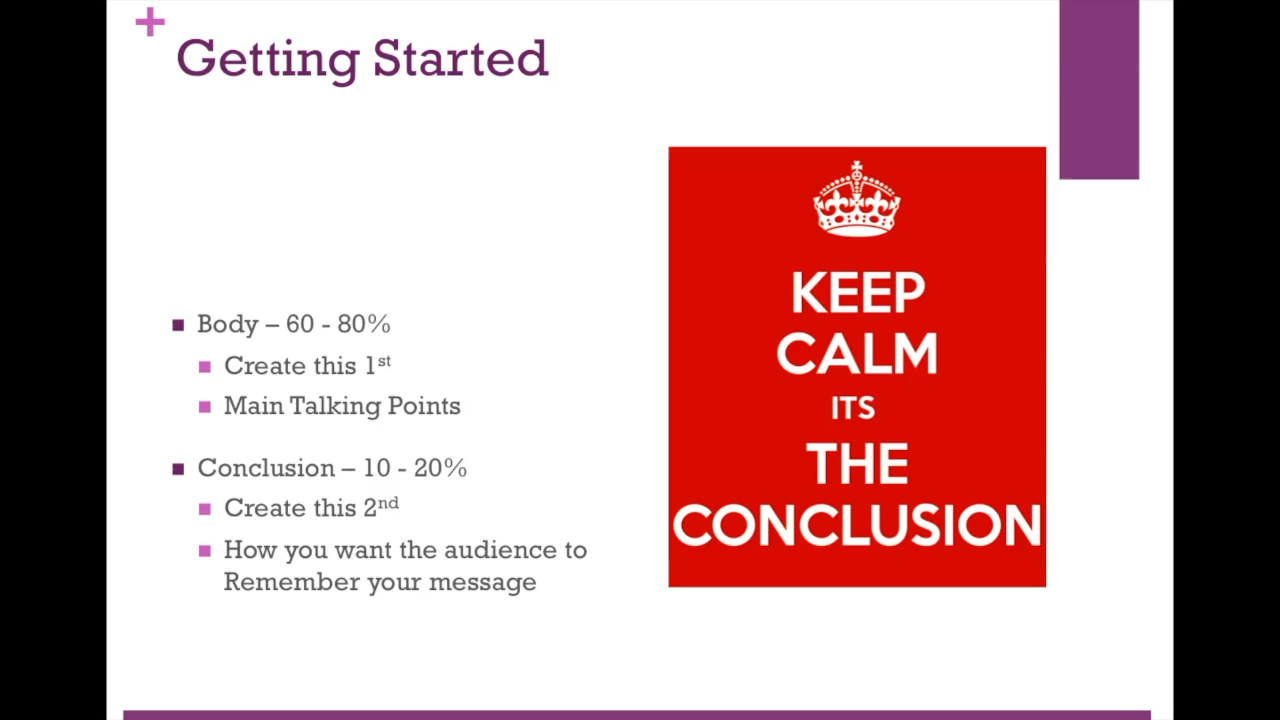 +
Getting Started
Body – 60 - 80%
Create this 1st
Main Talking Points
Conclusion – 10 - 20%
Create this 2nd
How you want the audience to
Remember your message
KEEP
CALM
ITS
THE
CONCLUSION